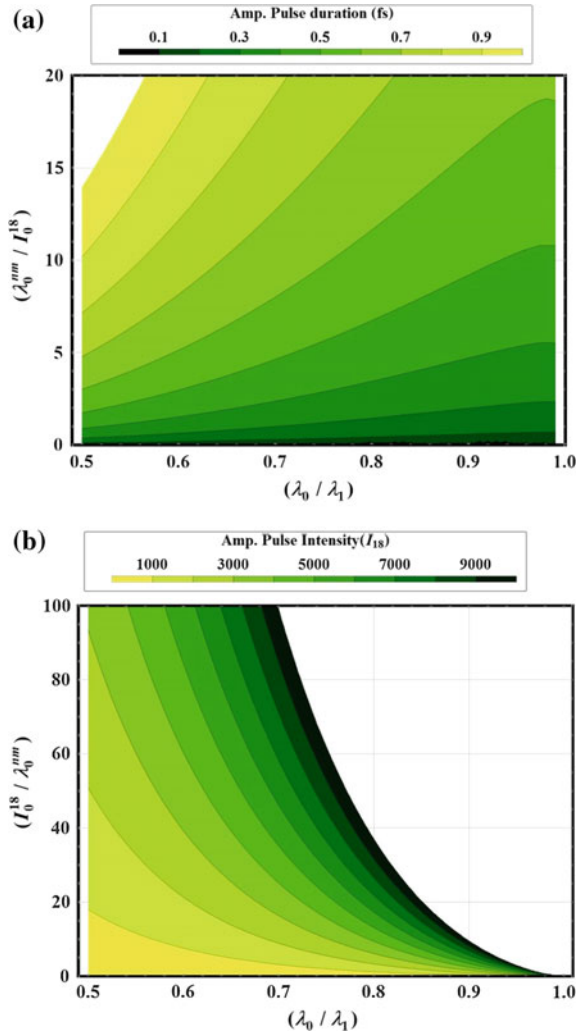 (a)
Amp. Pulse duration (fs)
0.1 0.3 0.5 0.7 0.9
20
15
10
5
0
(λ₀ⁿᵐ / I₀¹⁸)
0.5 0.6 0.7 0.8 0.9 1.0
(λ₀ / λ₁)
(b)
Amp. Pulse Intensity(I₁₈)
1000 3000 5000 7000 9000
100
80
60
40
20
0
(I₀¹⁸ / λ₀ⁿᵐ)
0.5 0.6 0.7 0.8 0.9 1.0
(λ₀ / λ₁)